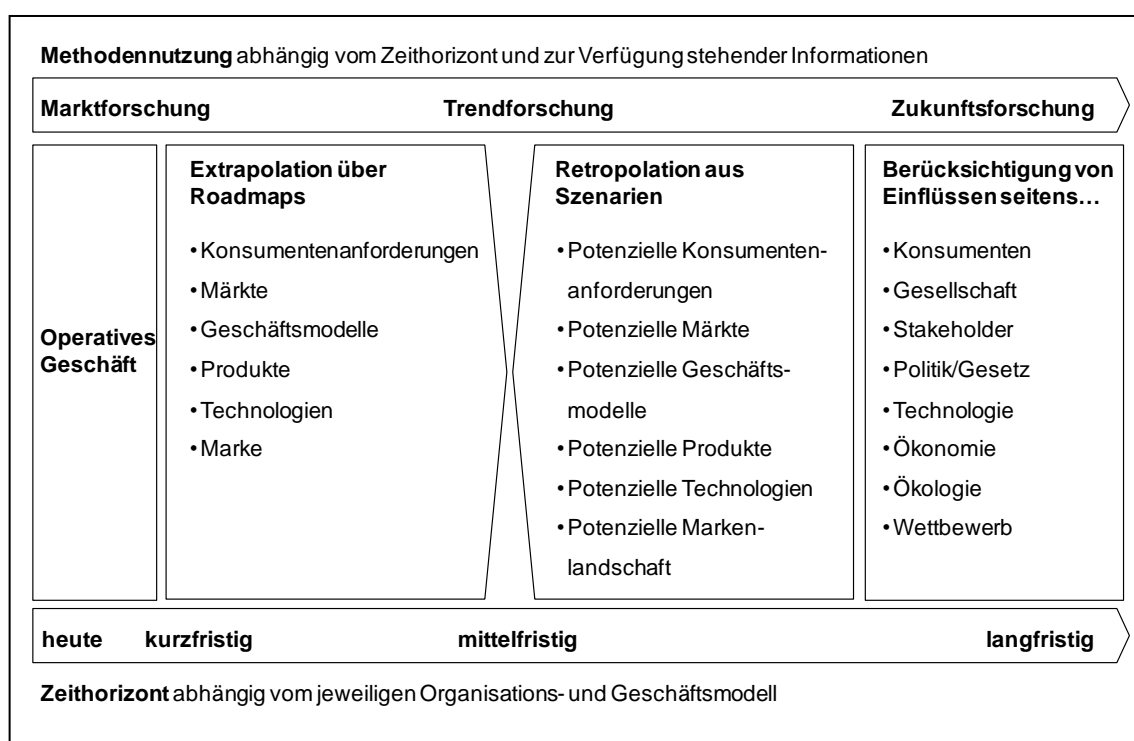 Methodennutzung abhängig vom Zeithorizont und zur Verfügung stehender Informationen
Marktforschung Trendforschung Zukunftsforschung
Operatives
Geschäft
Extrapolation über
Roadmaps
• Konsumentenanforderungen
• Märkte
• Geschäftsmodelle
• Produkte
• Technologien
• Marke
Retropolation aus
Szenarien
• Potenzielle Konsumenten-
anforderungen
• Potenzielle Märkte
• Potenzielle Geschäfts-
modelle
• Potenzielle Produkte
• Potenzielle Technologien
• Potenzielle Marken-
landschaft
Berücksichtigung von
Einflüssen seitens…
• Konsumenten
• Gesellschaft
• Stakeholder
• Politik/Gesetz
• Technologie
• Ökonomie
• Ökologie
• Wettbewerb
heute kurzfristig mittelfristig langfristig
Zeithorizont abhängig vom jeweiligen Organisations- und Geschäftsmodell